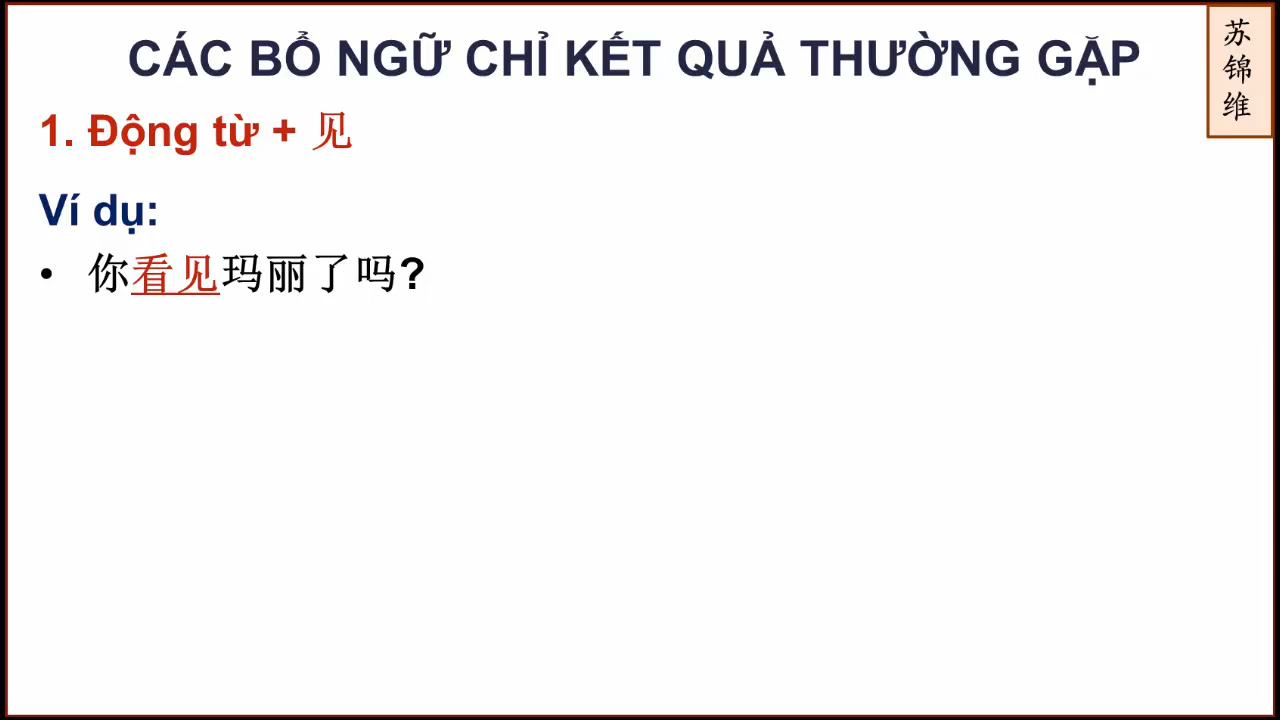 CÁC BỔ NGỮ CHỈ KẾT QUẢ THƯỜNG GẶP
苏
锦
维
1. Động từ + 见
Ví dụ:
• 你看见玛丽了吗?